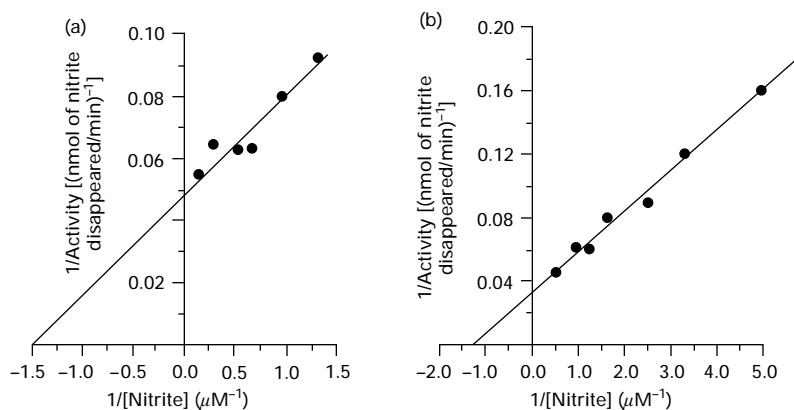 (a)
1/Activity [(nmol of nitrite
disappeared/min)⁻¹]
0.10
0.08
0.06
0.04
0.02
−1.5 −1.0 −0.5 0.0 0.5 1.0 1.5
1/[Nitrite] (μM⁻¹)
(b)
1/Activity [(nmol of nitrite
disappeared/min)⁻¹]
0.20
0.16
0.12
0.08
0.04
−2.0 −1.0 0.0 1.0 2.0 3.0 4.0 5.0
1/[Nitrite] (μM⁻¹)